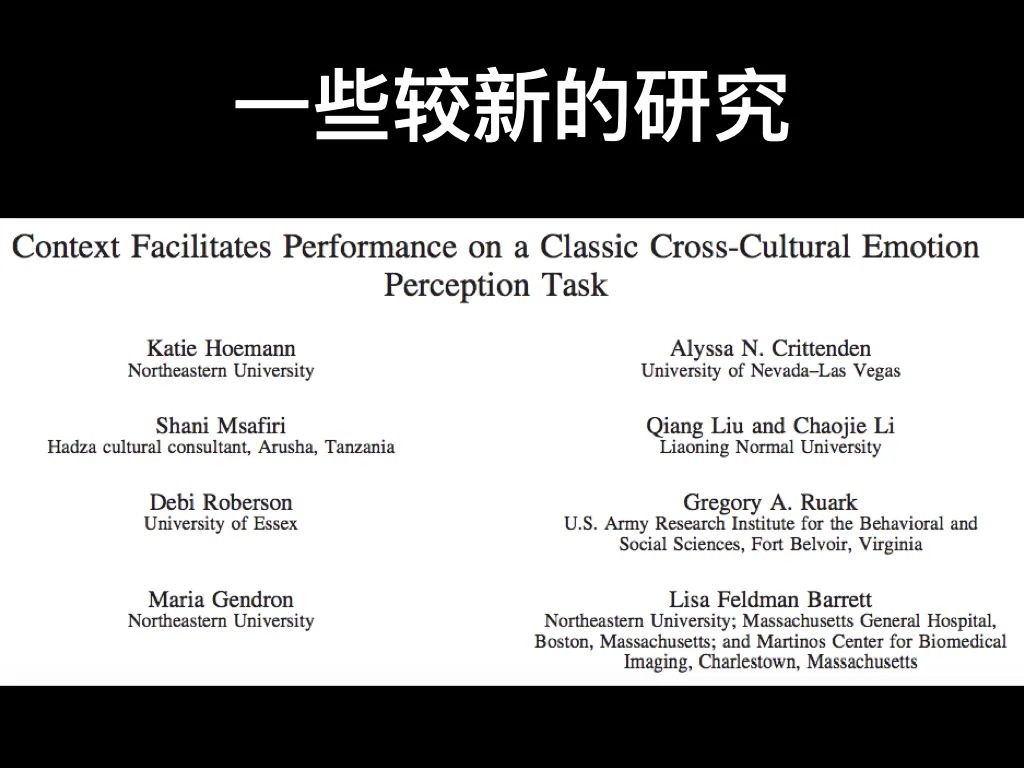 一些较新的研究
Context Facilitates Performance on a Classic Cross-Cultural Emotion
Perception Task
Katie Hoemann
Northeastern University
Alyssa N. Crittenden
University of Nevada–Las Vegas
Shani Msafiri
Hadza cultural consultant, Arusha, Tanzania
Qiang Liu and Chaojie Li
Liaoning Normal University
Debi Roberson
University of Essex
Gregory A. Ruark
U.S. Army Research Institute for the Behavioral and
Social Sciences, Fort Belvoir, Virginia
Maria Gendron
Northeastern University
Lisa Feldman Barrett
Northeastern University; Massachusetts General Hospital,
Boston, Massachusetts; and Martinos Center for Biomedical
Imaging, Charlestown, Massachusetts